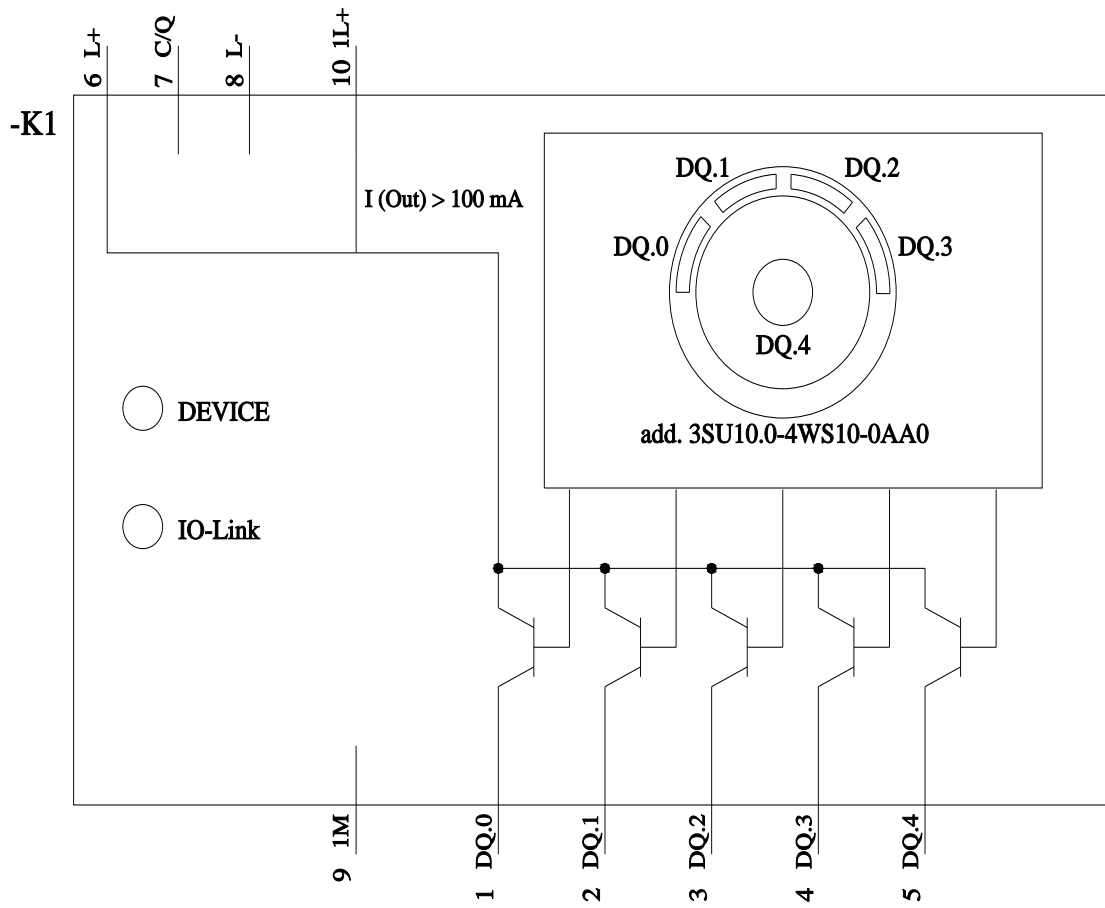 6 L+
7 C/Q
8 L-
10 1L+
-K1
I (Out) > 100 mA
DQ.1
DQ.2
DQ.0
DQ.3
DQ.4
add. 3SU10.0-4WS10-0AA0
DEVICE
IO-Link
9 1M
1 DQ.0
2 DQ.1
3 DQ.2
4 DQ.3
5 DQ.4